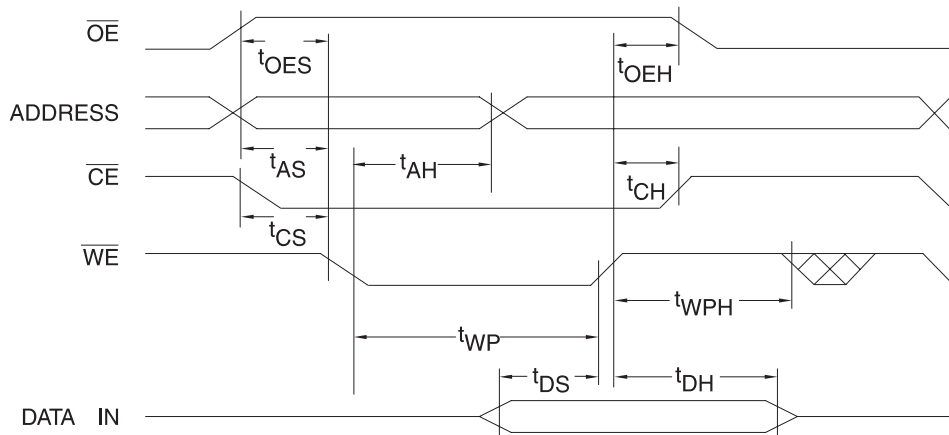 OE
tOES
tOEH
ADDRESS
tAS
tAH
CE
tCH
tCS
WE
tWPH
tWP
tDS
tDH
DATA IN